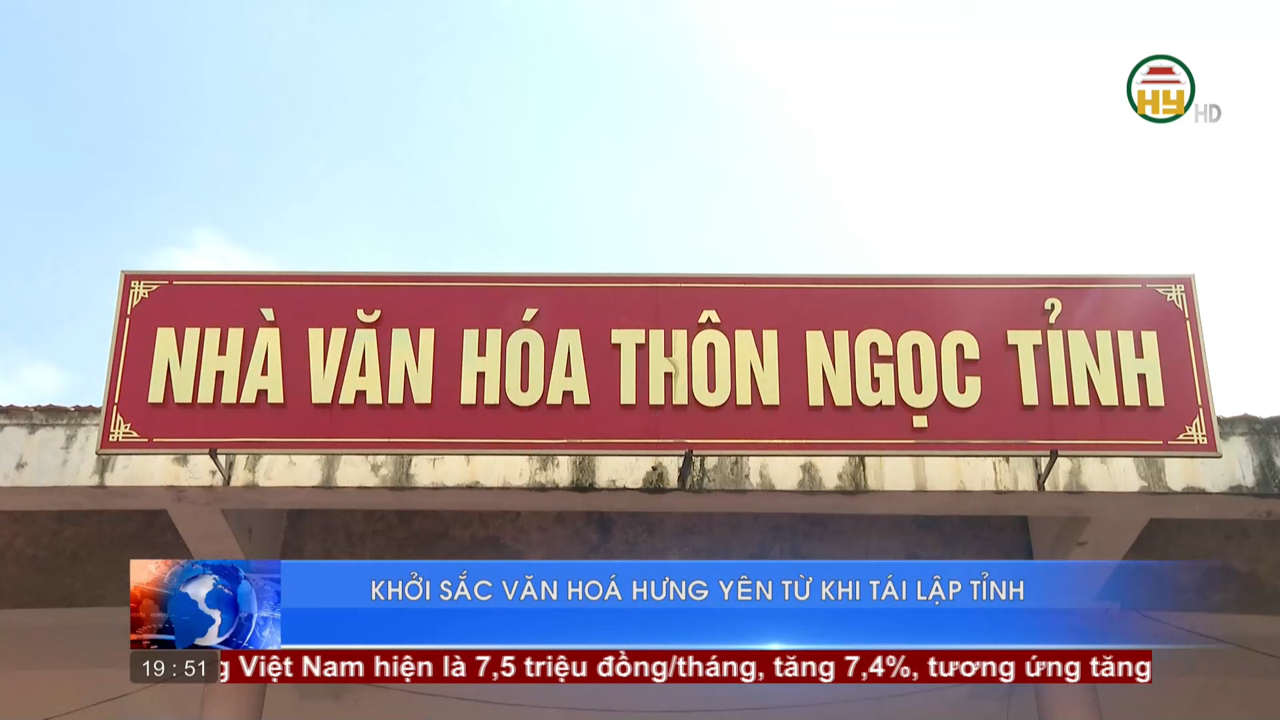 HY HD
NHÀ VĂN HÓA THÔN NGỌC TỈNH
KHỞI SẮC VĂN HOÁ HƯNG YÊN TỪ KHI TÁI LẬP TỈNH
19 : 51
g Việt Nam hiện là 7,5 triệu đồng/tháng, tăng 7,4%, tương ứng tăng